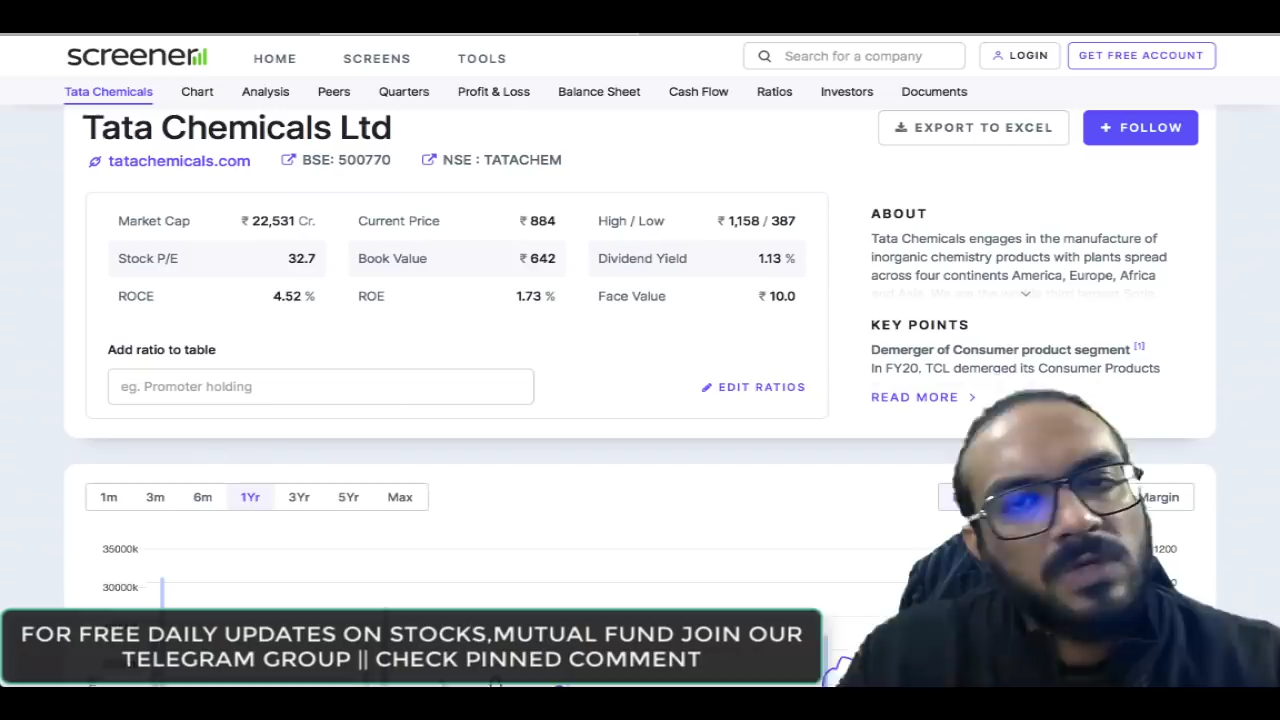 screener
HOME SCREENS TOOLS
Search for a company
LOGIN
GET FREE ACCOUNT
Tata Chemicals Chart Analysis Peers Quarters Profit & Loss Balance Sheet Cash Flow Ratios Investors Documents
Tata Chemicals Ltd
EXPORT TO EXCEL
+ FOLLOW
tatachemicals.com BSE: 500770 NSE : TATACHEM
Market Cap ₹ 22,531 Cr. Current Price ₹ 884 High / Low ₹ 1,158 / 387
Stock P/E 32.7 Book Value ₹ 642 Dividend Yield 1.13 %
ROCE 4.52 % ROE 1.73 % Face Value ₹ 10.0
Add ratio to table
eg. Promoter holding
EDIT RATIOS
ABOUT
Tata Chemicals engages in the manufacture of
inorganic chemistry products with plants spread
across four continents America, Europe, Africa
KEY POINTS
Demerger of Consumer product segment [1]
In FY20, TCL demerged its Consumer Products
READ MORE
1m 3m 6m 1Yr 3Yr 5Yr Max
Margin
35000k
1200
30000k
FOR FREE DAILY UPDATES ON STOCKS,MUTUAL FUND JOIN OUR
TELEGRAM GROUP || CHECK PINNED COMMENT